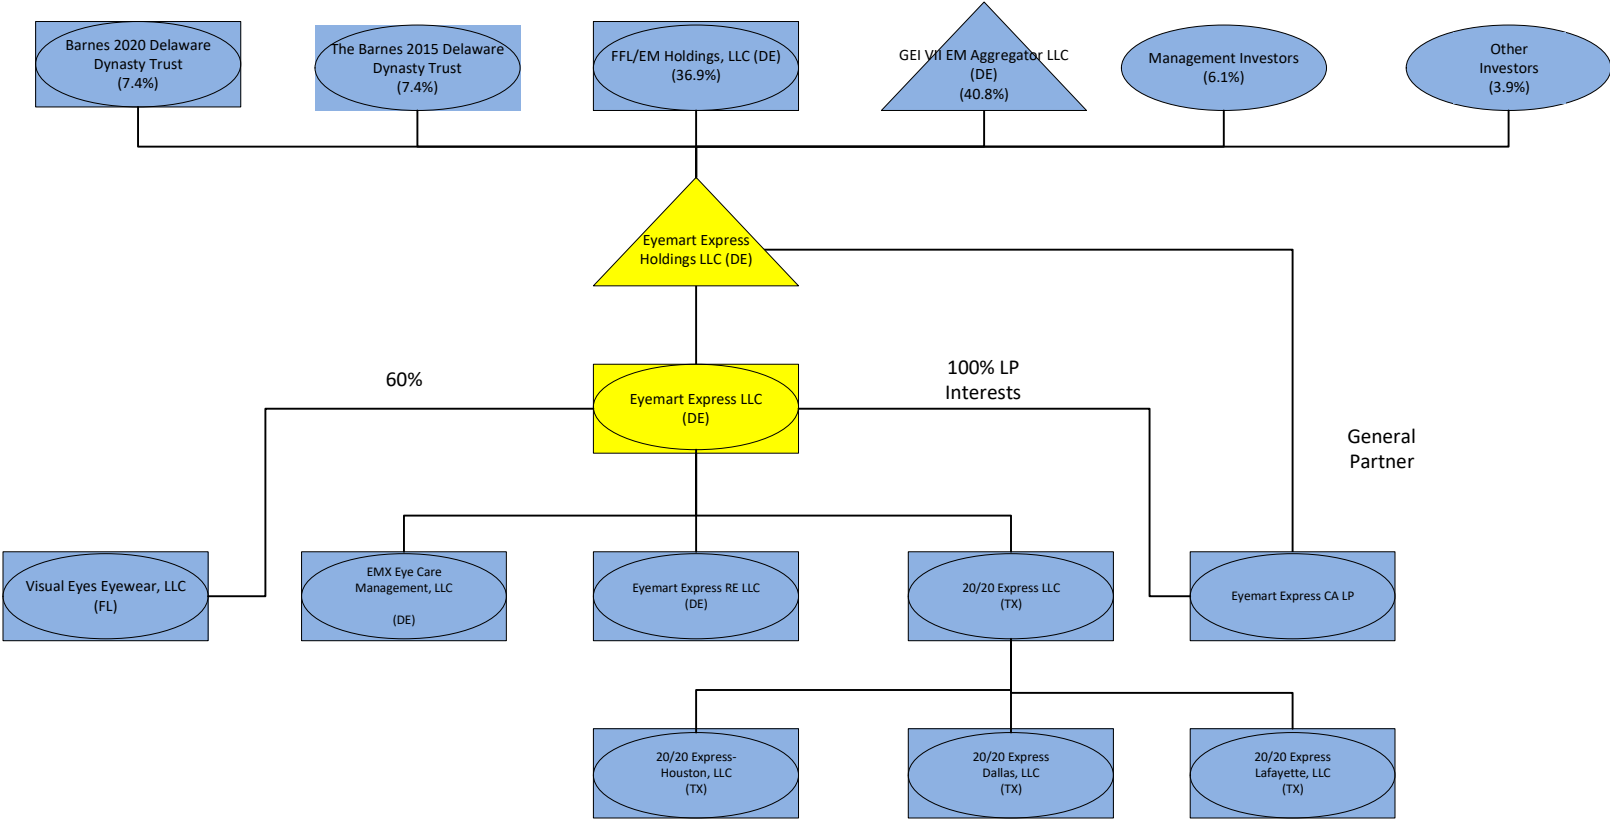 Barnes 2020 Delaware
Dynasty Trust
(7.4%)
The Barnes 2015 Delaware
Dynasty Trust
(7.4%)
FFL/EM Holdings, LLC (DE)
(36.9%)
GEI VII EM Aggregator LLC
(DE)
(40.8%)
Management Investors
(6.1%)
Other
Investors
(3.9%)
Eyemart Express
Holdings LLC (DE)
60%
Eyemart Express LLC
(DE)
100% LP
Interests
General
Partner
Visual Eyes Eyewear, LLC
(FL)
EMX Eye Care
Management, LLC
(DE)
Eyemart Express RE LLC
(DE)
20/20 Express LLC
(TX)
Eyemart Express CA LP
20/20 Express-
Houston, LLC
(TX)
20/20 Express
Dallas, LLC
(TX)
20/20 Express
Lafayette, LLC
(TX)